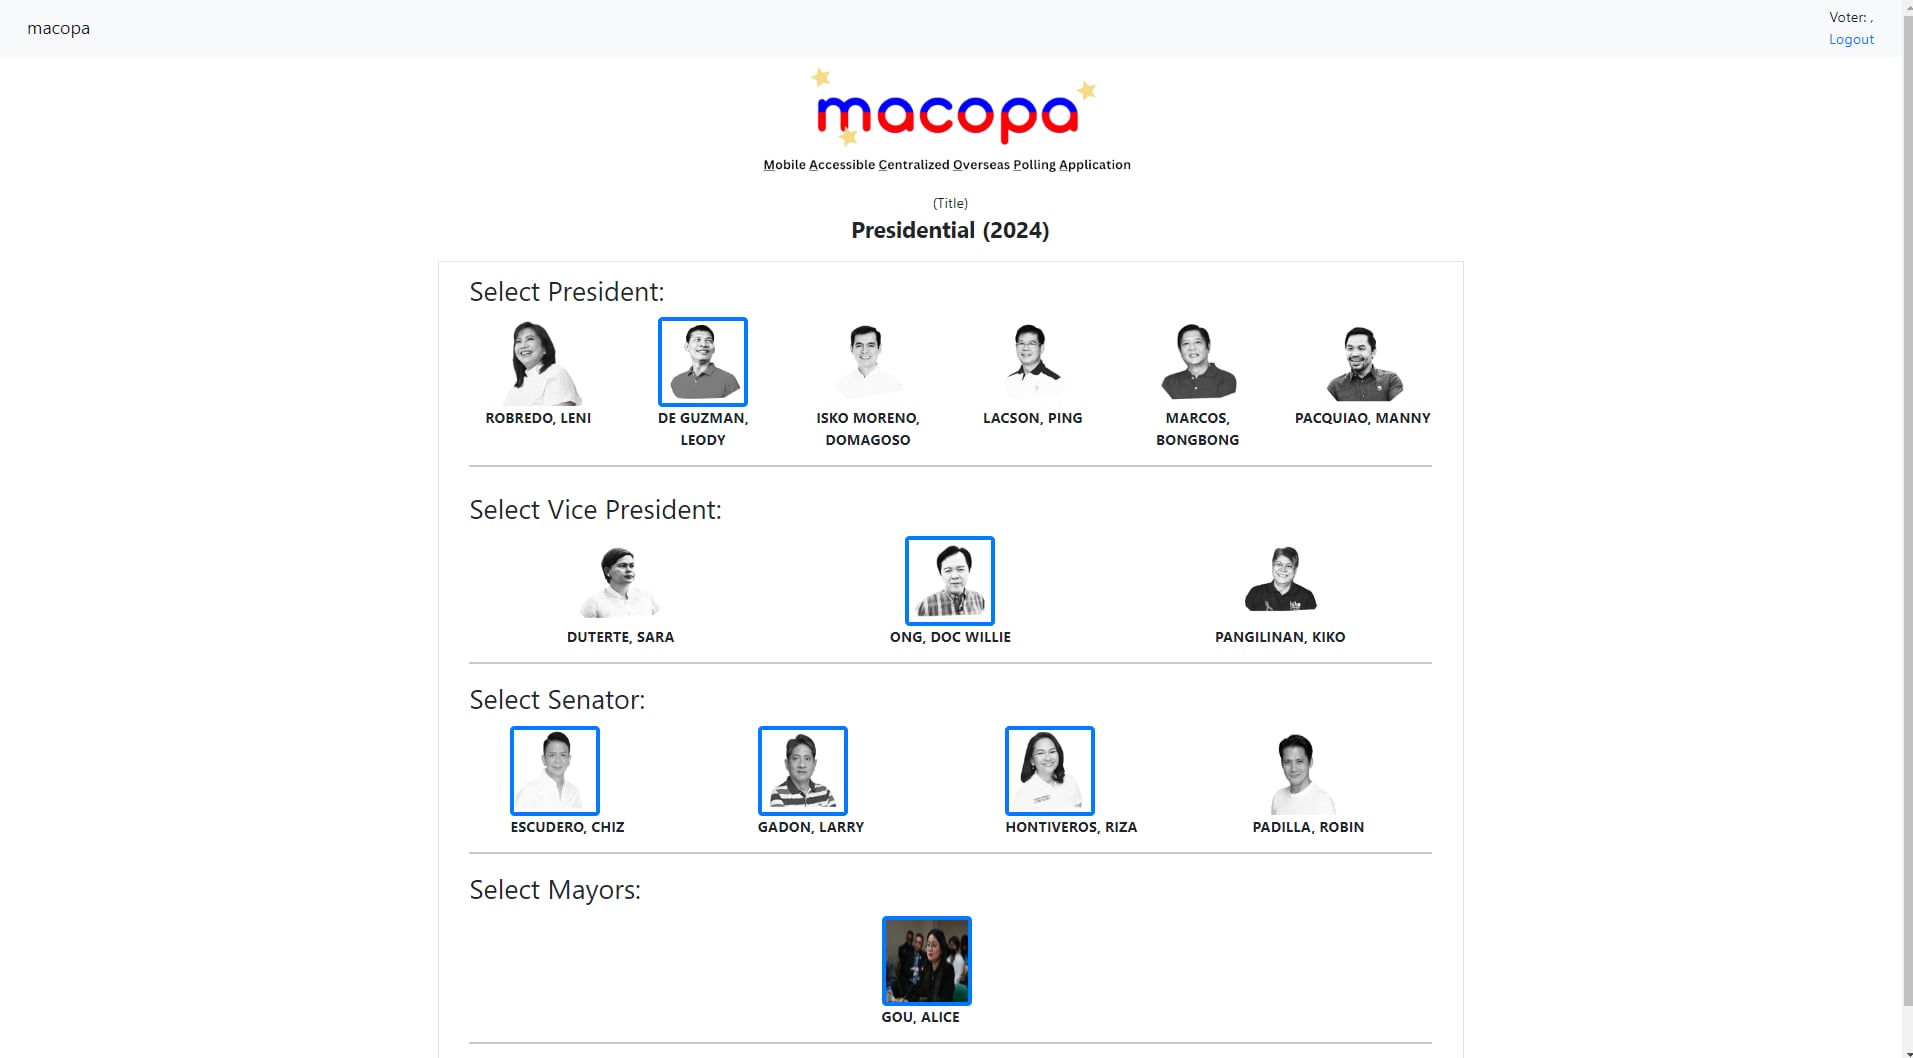 macopa
Voter: ,
Logout
macopa
Mobile Accessible Centralized Overseas Polling Application
(Title)
Presidential (2024)
Select President:
ROBREDO, LENI
DE GUZMAN,
LEODY
ISKO MORENO,
DOMAGOSO
LACSON, PING
MARCOS,
BONGBONG
PACQUIAO, MANNY
Select Vice President:
DUTERTE, SARA
ONG, DOC WILLIE
PANGILINAN, KIKO
Select Senator:
ESCUDERO, CHIZ
GADON, LARRY
HONTIVEROS, RIZA
PADILLA, ROBIN
Select Mayors:
GOU, ALICE